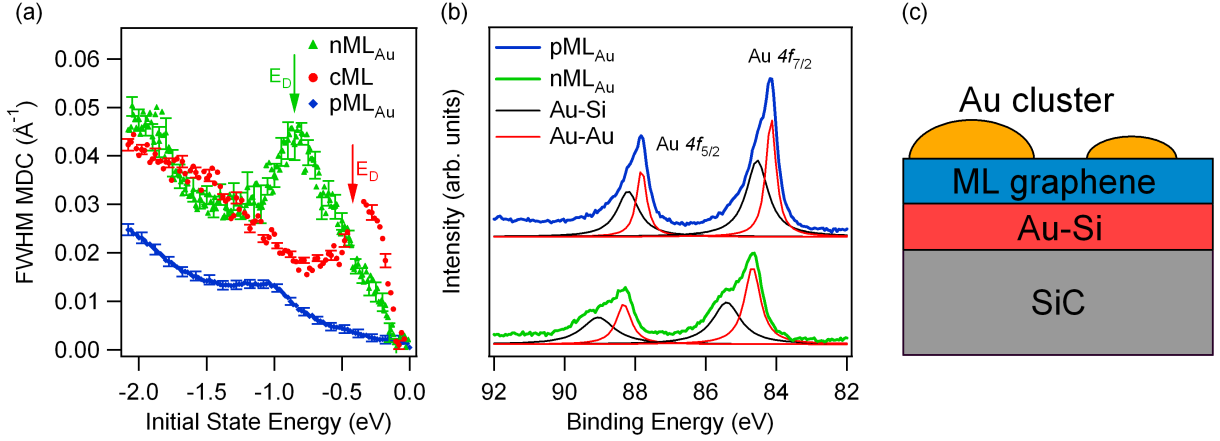 (a)
FWHM MDC (Å⁻¹)
0.06
0.05
0.04
0.03
0.02
0.01
0.00
nML_Au
cML
pML_Au
E_D
E_D
-2.0 -1.5 -1.0 -0.5 0.0
Initial State Energy (eV)
(b)
Intensity (arb. units)
pML_Au
nML_Au
Au-Si
Au-Au
Au 4f_7/2
Au 4f_5/2
92 90 88 86 84 82
Binding Energy (eV)
(c)
Au cluster
ML graphene
Au-Si
SiC